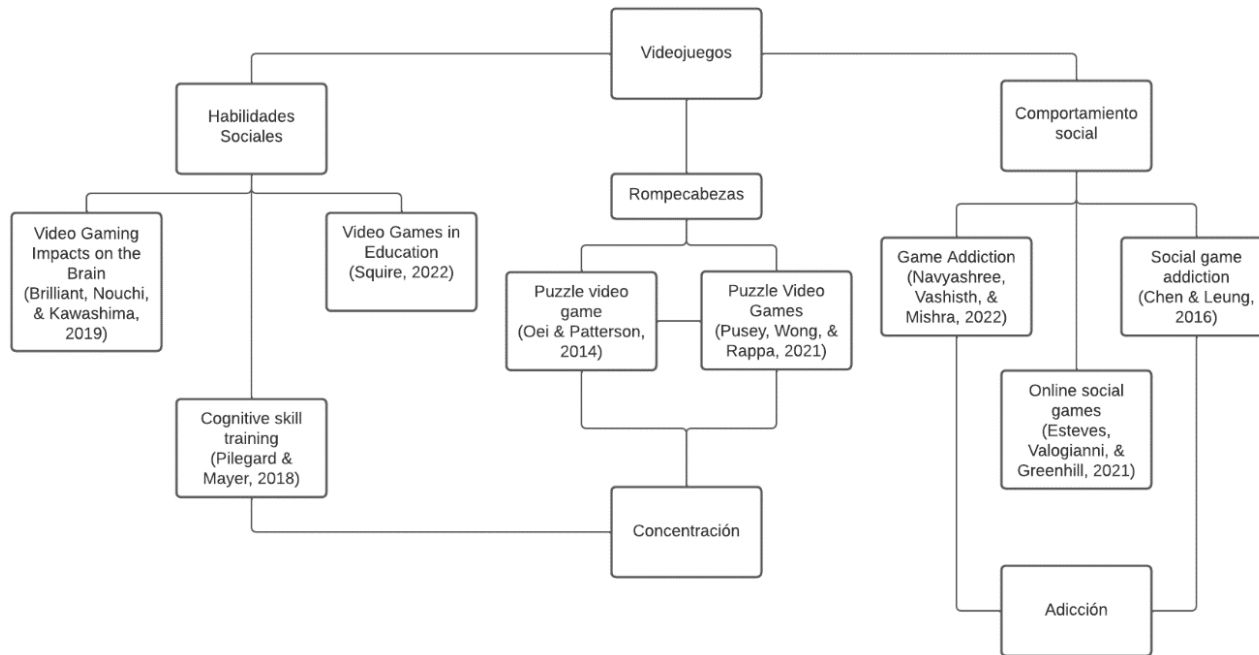 Videojuegos
Habilidades
Sociales
Comportamiento
social
Rompecabezas
Video Gaming
Impacts on the
Brain
(Brilliant, Nouchi,
& Kawashima,
2019)
Video Games in
Education
(Squire, 2022)
Puzzle video
game
(Oei & Patterson,
2014)
Puzzle Video
Games
(Pusey, Wong, &
Rappa, 2021)
Game Addiction
(Navyashree,
Vashisth, &
Mishra, 2022)
Social game
addiction
(Chen & Leung,
2016)
Cognitive skill
training
(Pilegard &
Mayer, 2018)
Online social
games
(Esteves,
Valogianni, &
Greenhill, 2021)
Concentración
Adicción